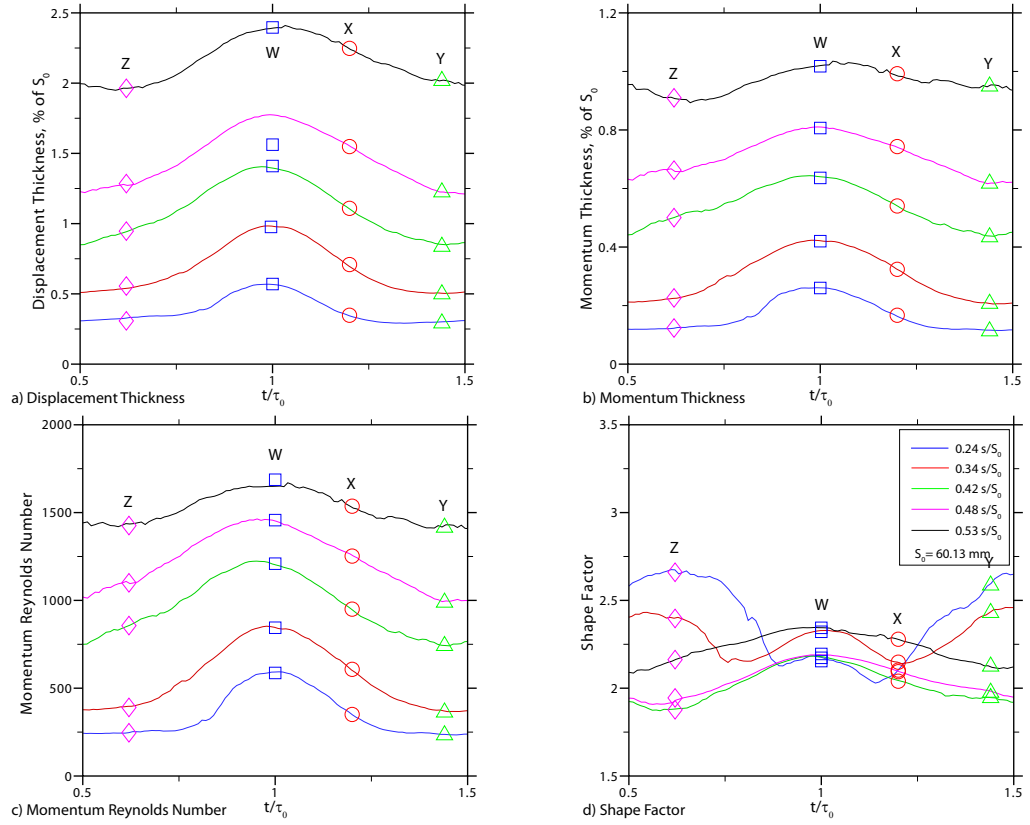 2.5
2
1.5
1
0.5
0
Displacement Thickness, % of S₀
Z
W
X
Y
0.5
1
1.5
t/τ₀
a) Displacement Thickness
1.2
0.8
0.4
0
Momentum Thickness, % of S₀
Z
W
X
Y
0.5
1
1.5
t/τ₀
b) Momentum Thickness
2000
1500
1000
500
0
Momentum Reynolds Number
Z
W
X
Y
0.5
1
1.5
t/τ₀
c) Momentum Reynolds Number
3.5
3
2.5
2
1.5
Shape Factor
0.24 s/S₀
0.34 s/S₀
0.42 s/S₀
0.48 s/S₀
0.53 s/S₀
S₀= 60.13 mm
Z
W
X
Y
0.5
1
1.5
t/τ₀
d) Shape Factor